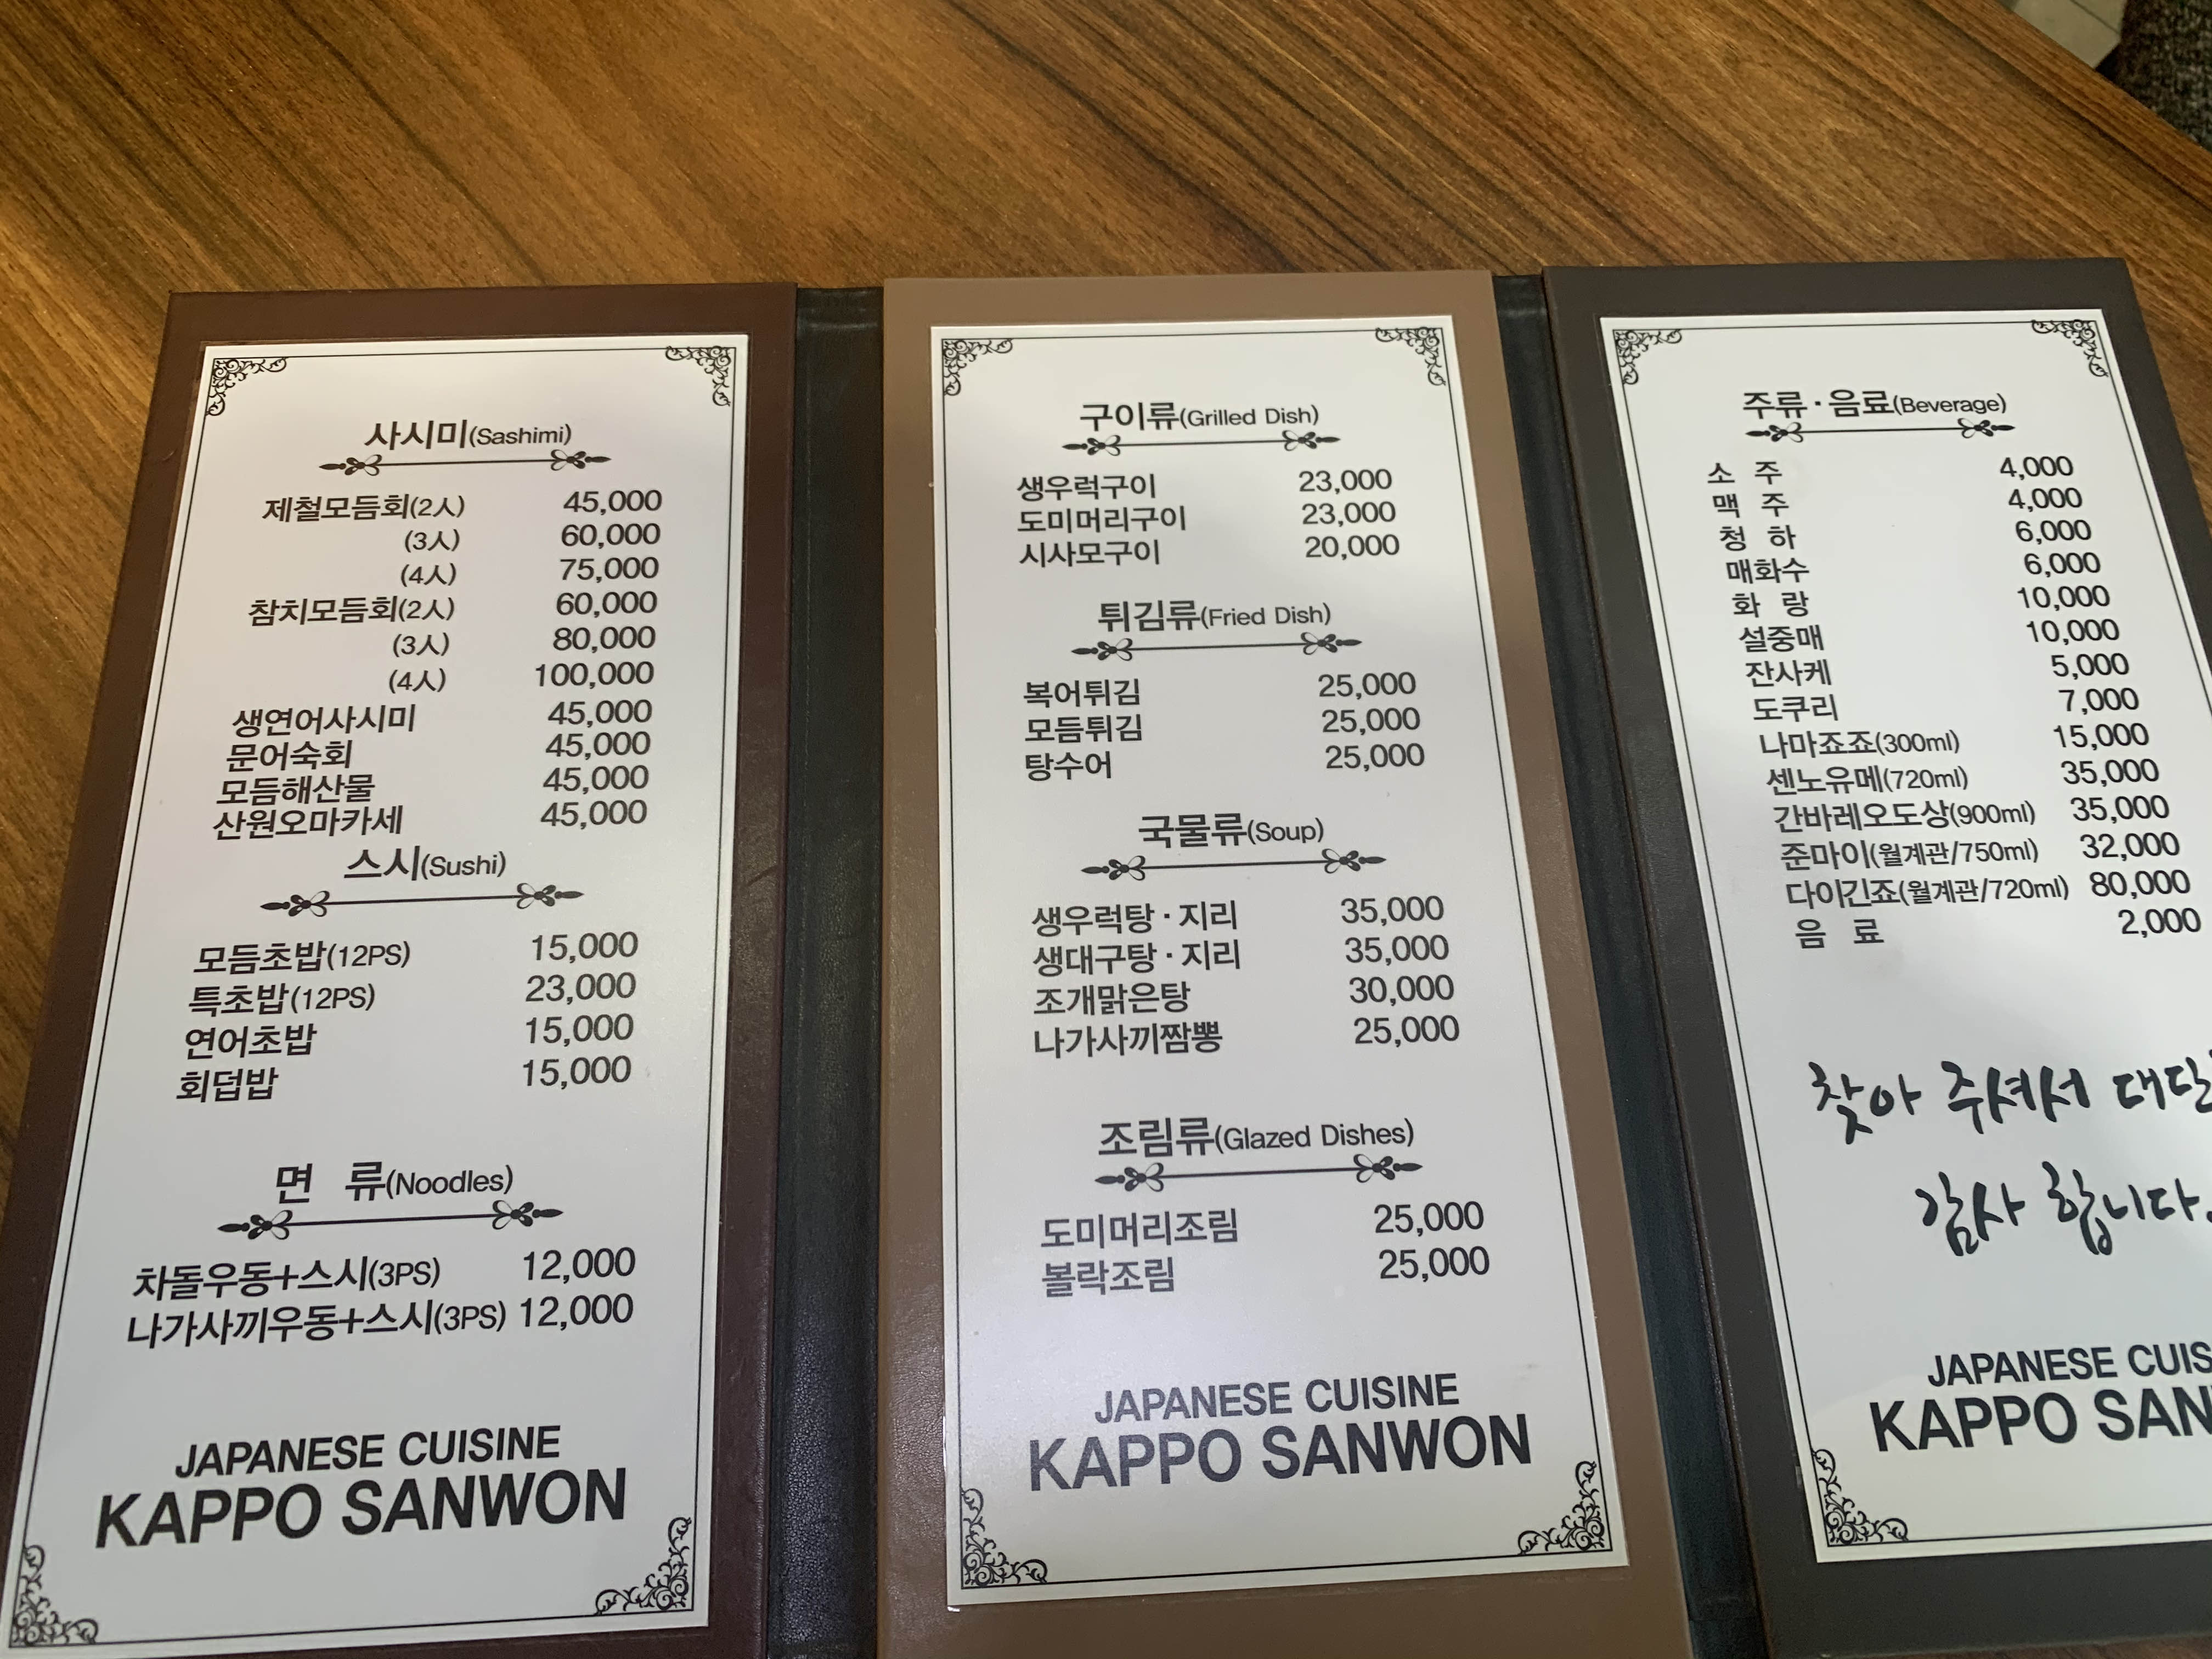 사시미(Sashimi)
제철모듬회(2人) 45,000
(3人) 60,000
(4人) 75,000
참치모듬회(2人) 60,000
(3人) 80,000
(4人) 100,000
생연어사시미 45,000
문어숙회 45,000
모듬해산물 45,000
산원오마카세 45,000
스시(Sushi)
모듬초밥(12PS) 15,000
특초밥(12PS) 23,000
연어초밥 15,000
회덥밥 15,000
면 류(Noodles)
차돌우동+스시(3PS) 12,000
나가사끼우동+스시(3PS) 12,000
JAPANESE CUISINE
KAPPO SANWON
구이류(Grilled Dish)
생우럭구이 23,000
도미머리구이 23,000
시사모구이 20,000
튀김류(Fried Dish)
복어튀김 25,000
모듬튀김 25,000
탕수어 25,000
국물류(Soup)
생우럭탕·지리 35,000
생대구탕·지리 35,000
조개맑은탕 30,000
나가사끼짬뽕 25,000
조림류(Glazed Dishes)
도미머리조림 25,000
볼락조림 25,000
JAPANESE CUISINE
KAPPO SANWON
주류·음료(Beverage)
소 주 4,000
맥 주 4,000
청 하 6,000
매화수 6,000
화 랑 10,000
설중매 10,000
잔사케 5,000
도쿠리 7,000
나마죠죠(300ml) 15,000
센노유메(720ml) 35,000
간바레오도상(900ml) 35,000
준마이(월계관/750ml) 32,000
다이긴죠(월계관/720ml) 80,000
음 료 2,000
찾아 주셔서 대단
감사 합니다.
JAPANESE CUIS
KAPPO SAN